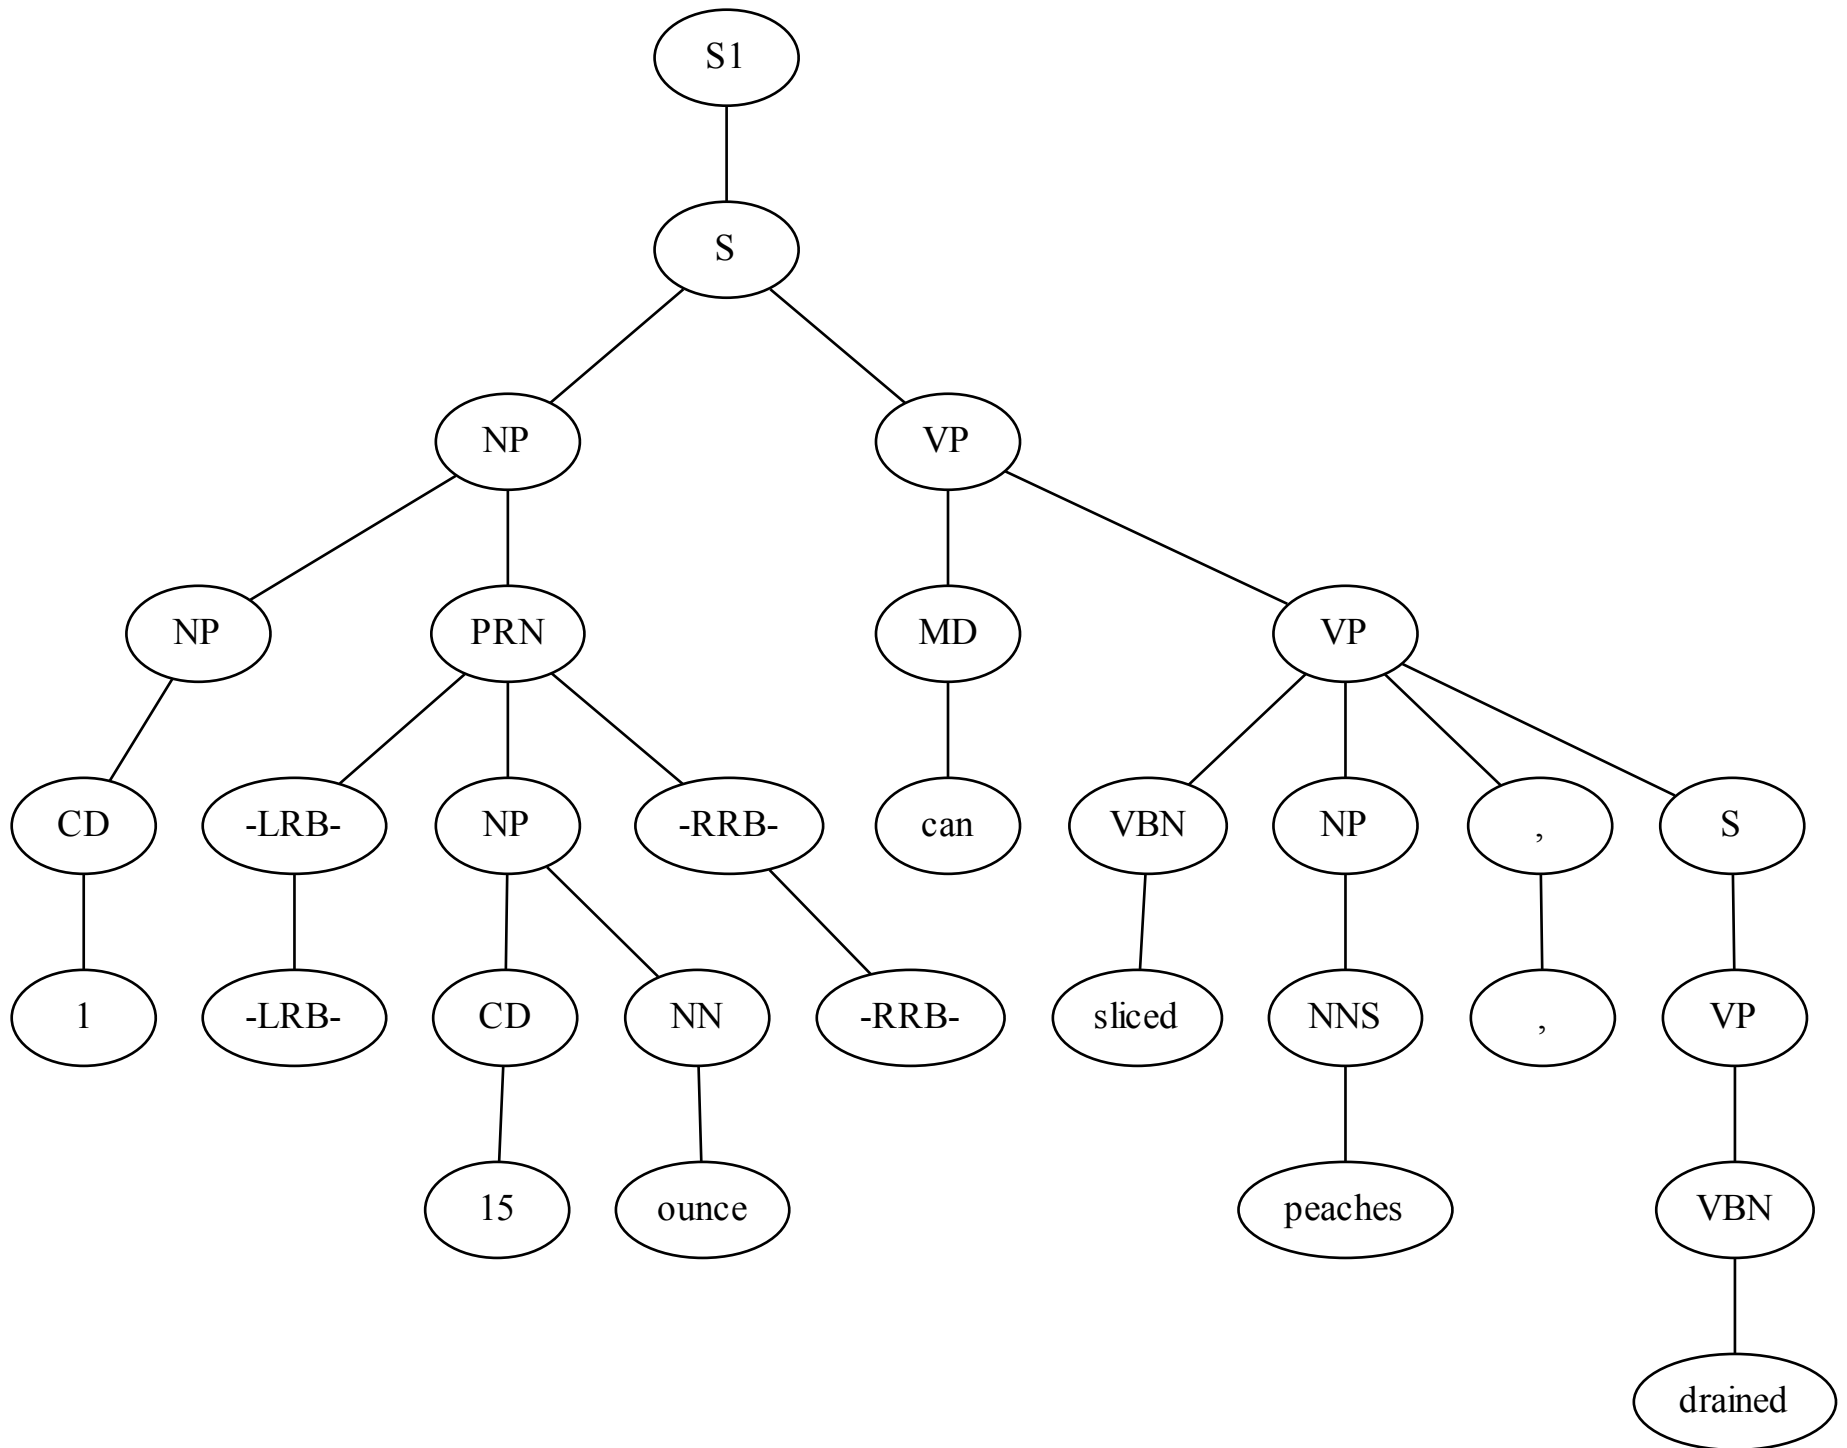 S1
S
NP VP
NP PRN MD VP
CD -LRB- NP -RRB- can VBN NP , S
1 -LRB- CD NN -RRB- sliced NNS , VP
15 ounce peaches VBN
drained